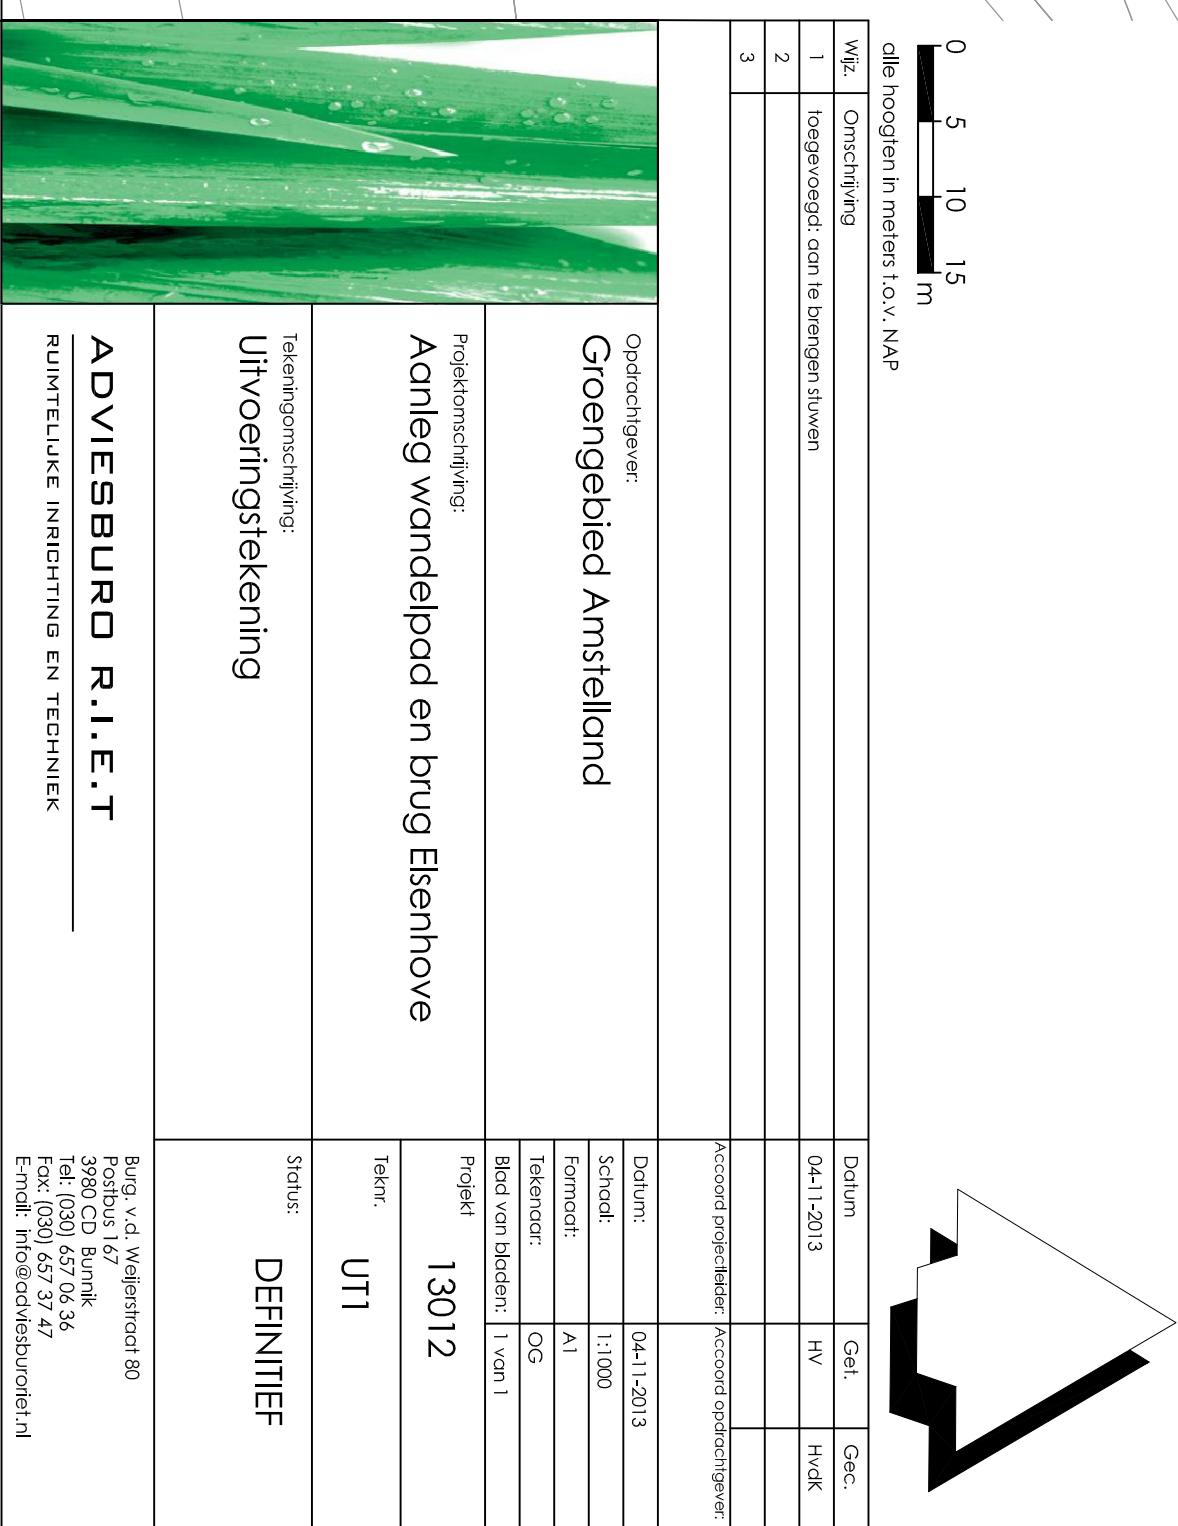 0 5 10 15 m
alle hoogten in meters t.o.v. NAP
Wijz. Omschrijving Datum Get. Gec.
1 toegevoegd: aan te brengen stuwen 04-11-2013 HV HvdK
2
3
Accoord projectleider: Accoord opdrachtgever:
Opdrachtgever:
Groengebied Amstelland
Datum: 04-11-2013
Schaal: 1:1000
Formaat: A1
Tekenaar: OG
Blad van bladen: 1 van 1
Projektomschrijving:
Aanleg wandelpad en brug Elsenhove
Projekt 13012
Teknr. UT1
Tekeningomschrijving:
Uitvoeringstekening
Status: DEFINITIEF
ADVIESBURO R.I.E.T
RUIMTELIJKE INRICHTING EN TECHNIEK
Burg. v.d. Weijerstraat 80
Postbus 167
3980 CD Bunnik
Tel: (030) 657 06 36
Fax: (030) 657 37 47
E-mail: info@adviesburoriet.nl